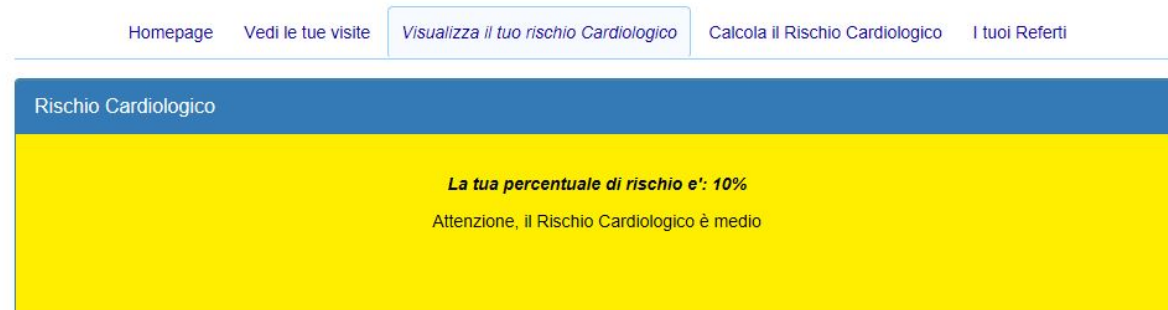 Homepage Vedi le tue visite Visualizza il tuo rischio Cardiologico Calcola il Rischio Cardiologico I tuoi Referti
Rischio Cardiologico
La tua percentuale di rischio e': 10%
Attenzione, il Rischio Cardiologico è medio